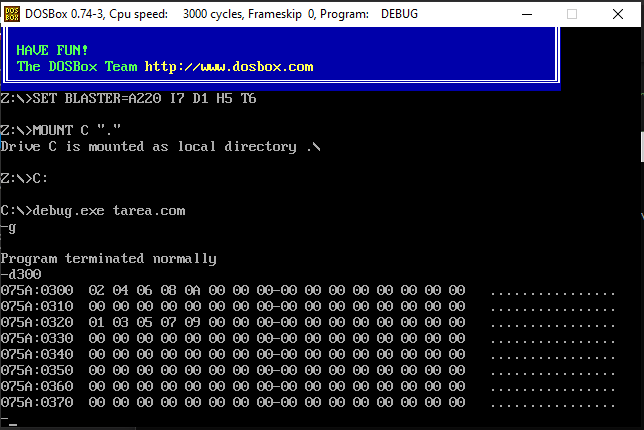 DOS
BOX
DOSBox 0.74-3, Cpu speed: 3000 cycles, Frameskip 0, Program: DEBUG
HAVE FUN!
The DOSBox Team http://www.dosbox.com
Z:\>SET BLASTER=A220 I7 D1 H5 T6
Z:\>MOUNT C "."
Drive C is mounted as local directory .\
Z:\>C:
C:\>debug.exe tarea.com
-g
Program terminated normally
-d300
075A:0300 02 04 06 08 0A 00 00 00-00 00 00 00 00 00 00 00 ................
075A:0310 00 00 00 00 00 00 00 00-00 00 00 00 00 00 00 00 ................
075A:0320 01 03 05 07 09 00 00 00-00 00 00 00 00 00 00 00 ................
075A:0330 00 00 00 00 00 00 00 00-00 00 00 00 00 00 00 00 ................
075A:0340 00 00 00 00 00 00 00 00-00 00 00 00 00 00 00 00 ................
075A:0350 00 00 00 00 00 00 00 00-00 00 00 00 00 00 00 00 ................
075A:0360 00 00 00 00 00 00 00 00-00 00 00 00 00 00 00 00 ................
075A:0370 00 00 00 00 00 00 00 00-00 00 00 00 00 00 00 00 ................
-_